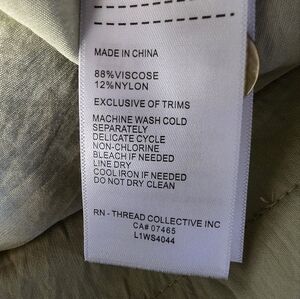 MADE IN CHINA
88%VISCOSE
12%NYLON
EXCLUSIVE OF TRIMS
MACHINE WASH COLD
SEPARATELY
DELICATE CYCLE
NON-CHLORINE
BLEACH IF NEEDED
LINE DRY
COOL IRON IF NEEDED
DO NOT DRY CLEAN
RN - THREAD COLLECTIVE INC
CA# 07465
L1WS4044